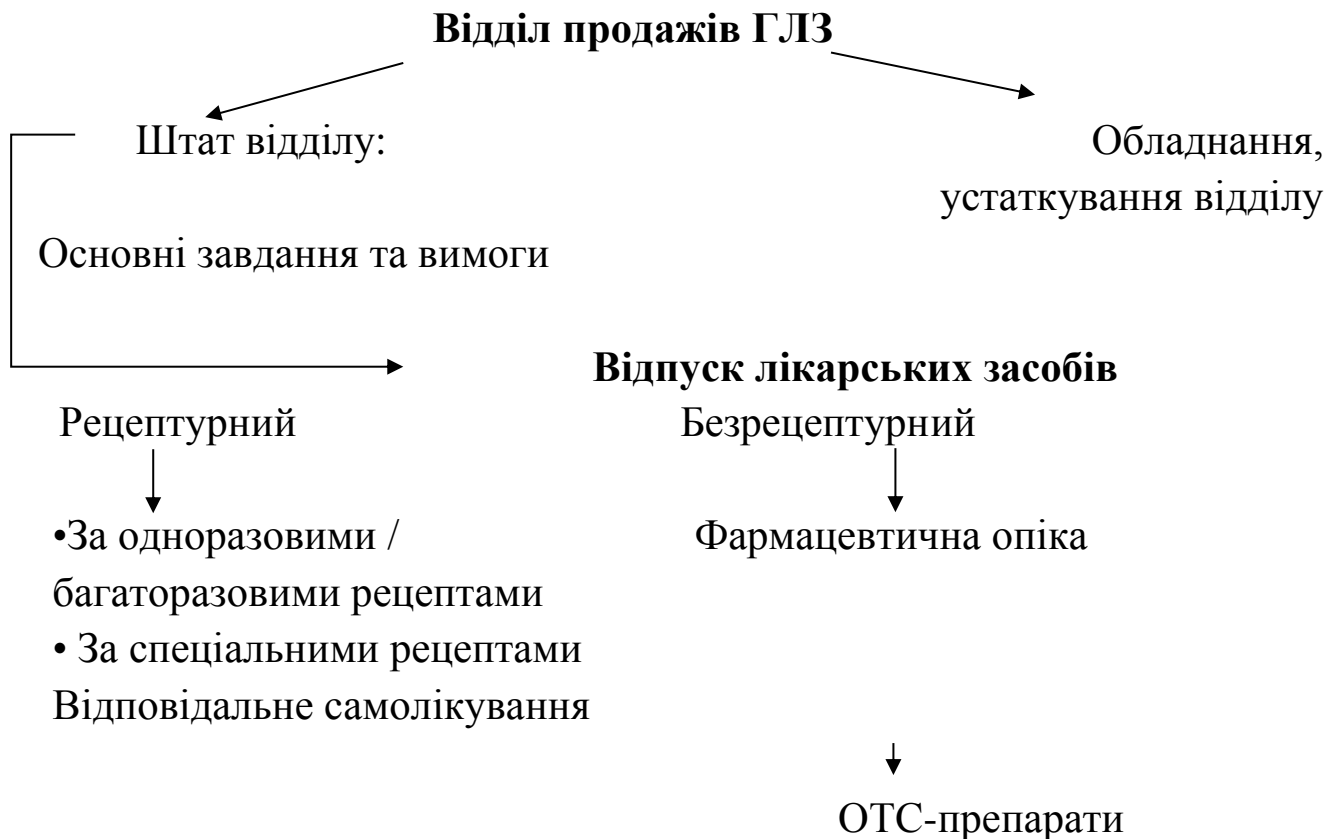 Відділ продажів ГЛЗ
Штат відділу:
Обладнання,
устаткування відділу
Основні завдання та вимоги
Відпуск лікарських засобів
Рецептурний
Безрецептурний
•За одноразовими /
багаторазовими рецептами
• За спеціальними рецептами
Відповідальне самолікування
Фармацевтична опіка
ОТС-препарати